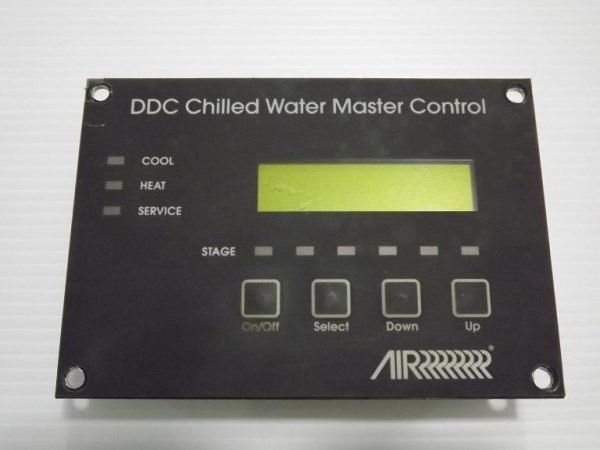 DDC Chilled Water Master Control
COOL
HEAT
SERVICE
STAGE
On/Off Select Down Up
AIR
®